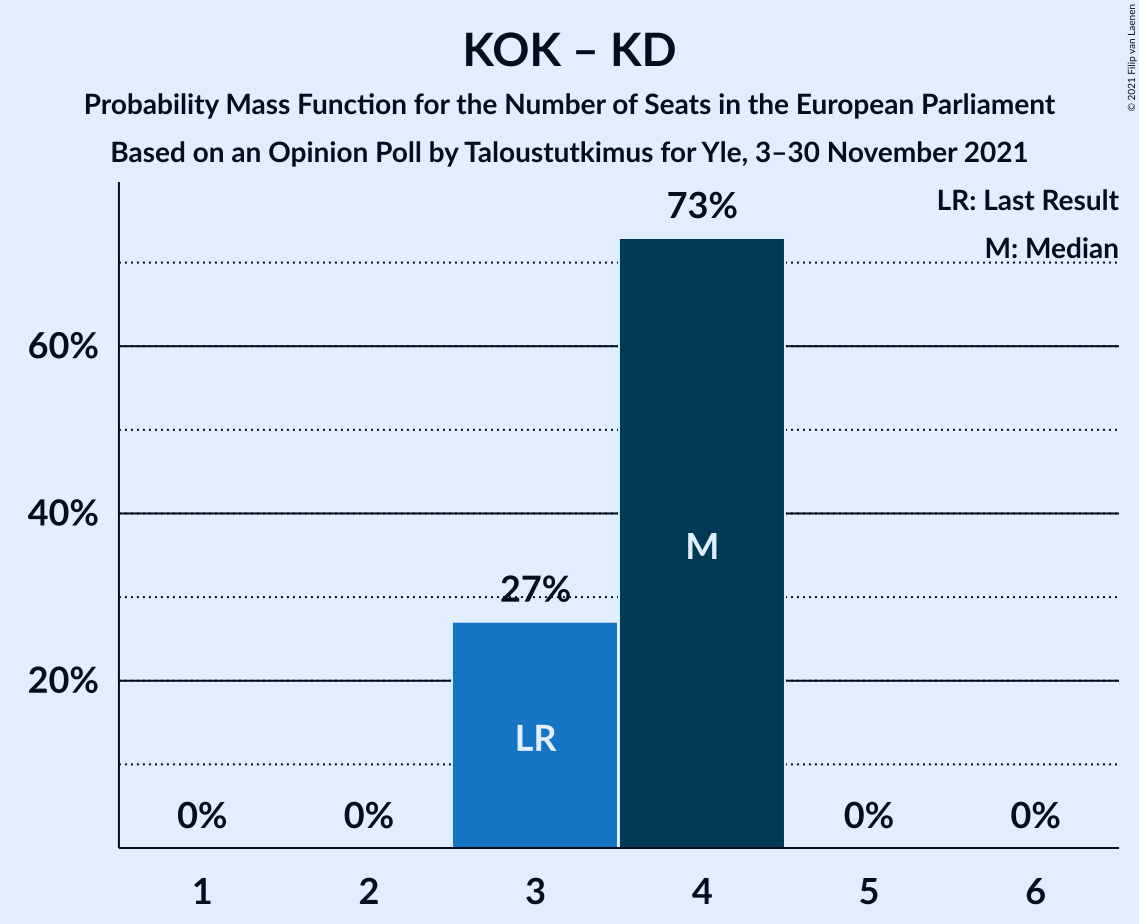 KOK – KD
Probability Mass Function for the Number of Seats in the European Parliament
Based on an Opinion Poll by Taloustutkimus for Yle, 3–30 November 2021
© 2021 Filip van Laenen
LR: Last Result
M: Median
73%
60%
40%
27%
20%
M
LR
0%
0%
0%
0%
1
2
3
4
5
6